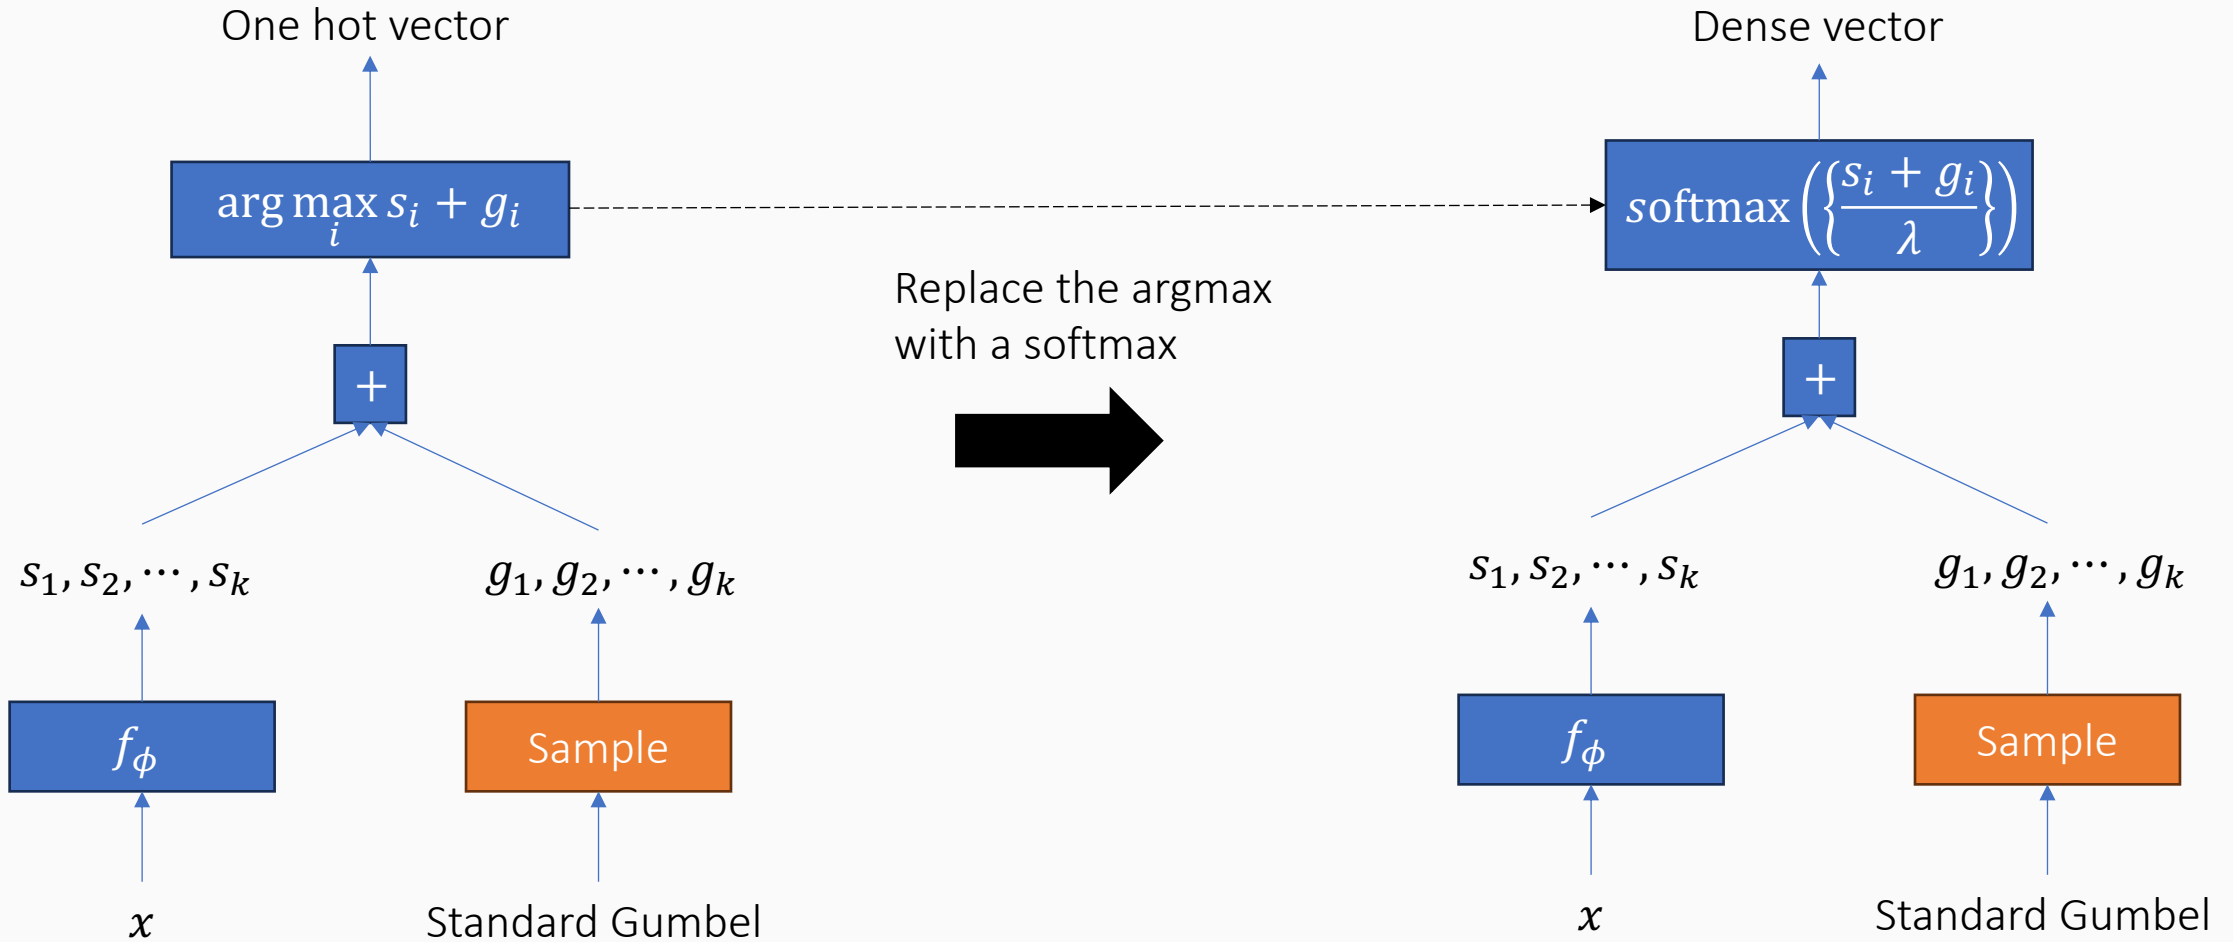 One hot vector
Dense vector
arg max_i s_i + g_i
softmax({(s_i + g_i)/λ})
Replace the argmax
with a softmax
+
+
s_1, s_2, ⋯, s_k
g_1, g_2, ⋯, g_k
s_1, s_2, ⋯, s_k
g_1, g_2, ⋯, g_k
f_ϕ
Sample
f_ϕ
Sample
x
Standard Gumbel
x
Standard Gumbel